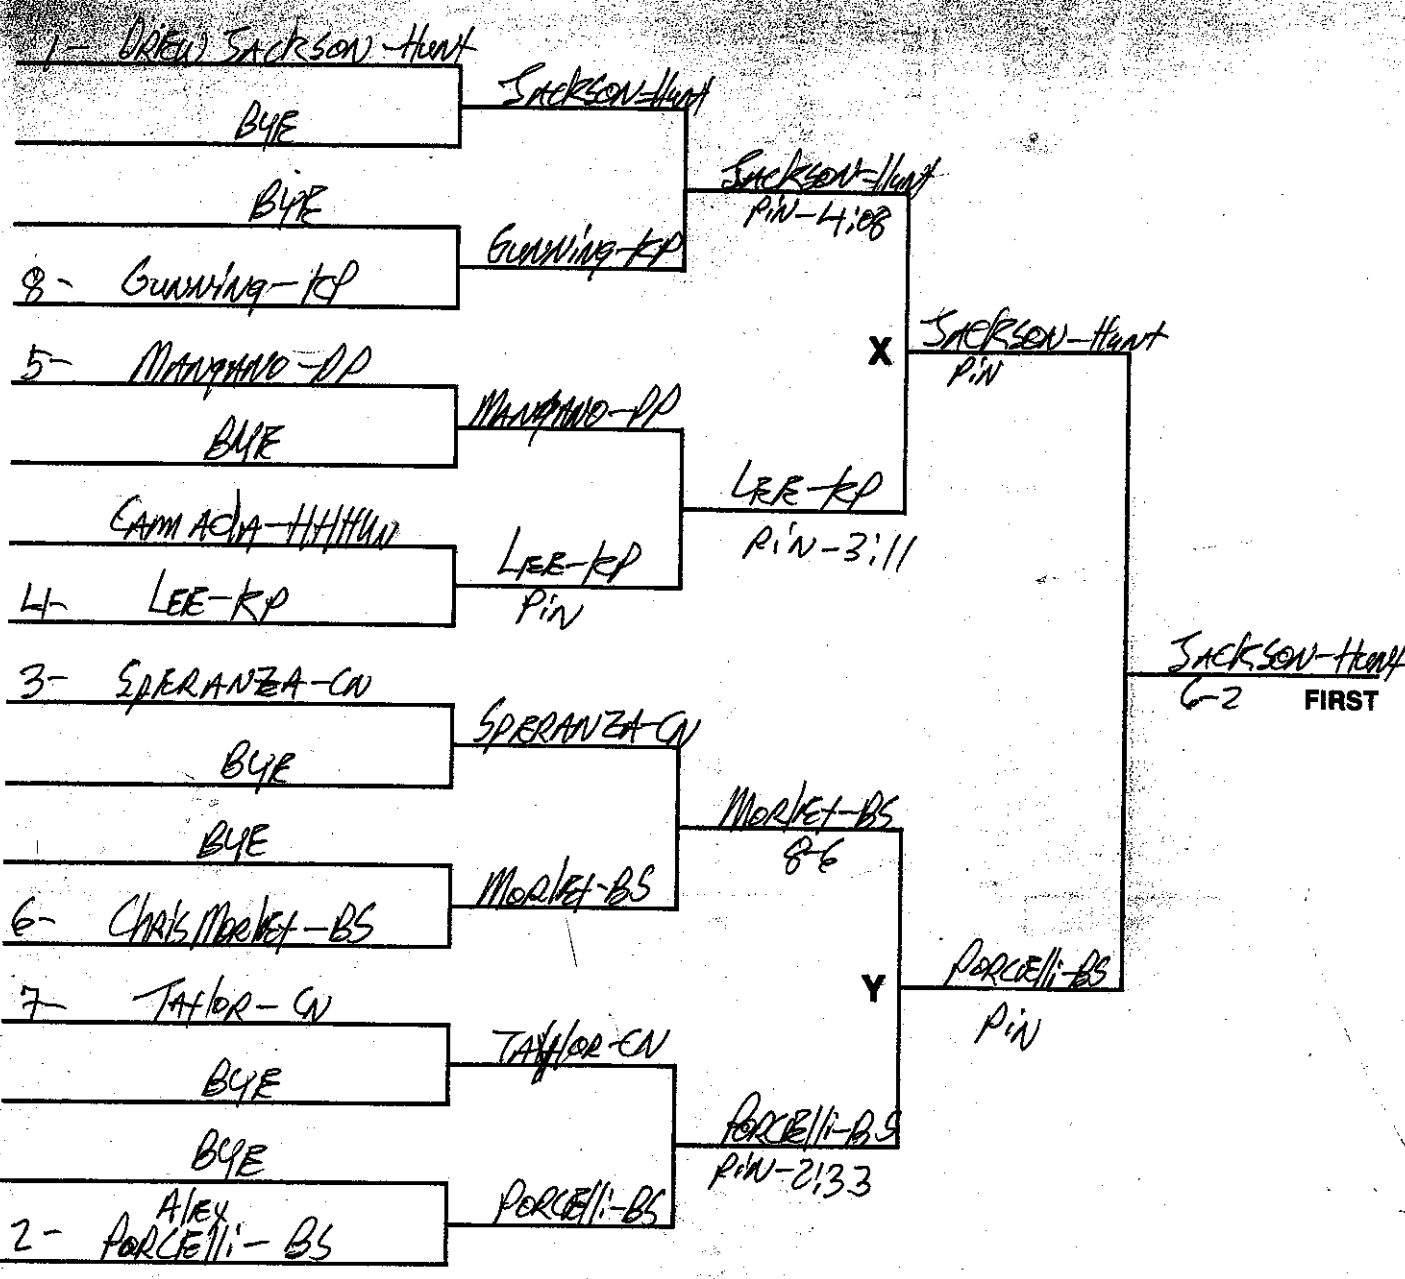 1- DREW JACKSON-Hunt
JACKSON-Hunt
BYE
JACKSON-Hunt
PiN-4:08
BYE
GUNNiNg-KP
8- GUNNiNg-KP
JACKSON-Hunt
X
PiN
5- MANgANO-DP
MANgANO-DP
BYE
LEE-KP
PiN-3:11
LEE-KP
PiN
4- LEE-KP
JACKSON-Hunt
6-2 FIRST
3- SPERANZA-CN
SPERANZA-CN
BYE
MORlEY-BS
8-6
BYE
MORlEY-BS
6- ChRiS MORlEY-BS
PORCElli-BS
Y
PiN
7- TAYlOR-CN
TAYlOR-CN
BYE
PORCElli-BS
PiN-2:33
BYE
PORCElli-BS
AlEX
2- PORCElli-BS